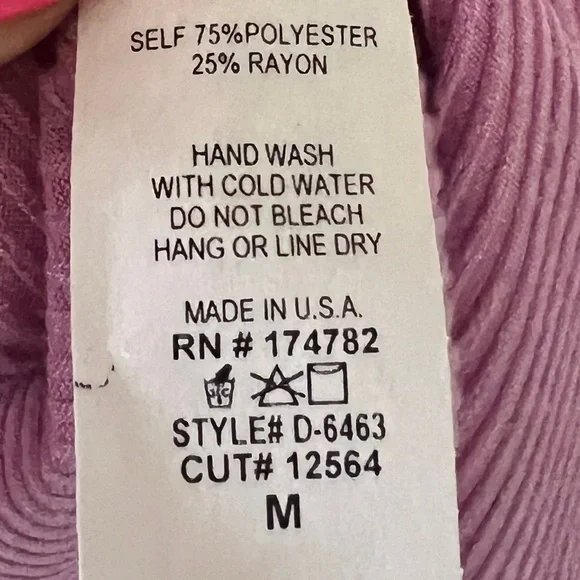 SELF 75%POLYESTER
25% RAYON
HAND WASH
WITH COLD WATER
DO NOT BLEACH
HANG OR LINE DRY
MADE IN U.S.A.
RN # 174782
STYLE# D-6463
CUT# 12564
M